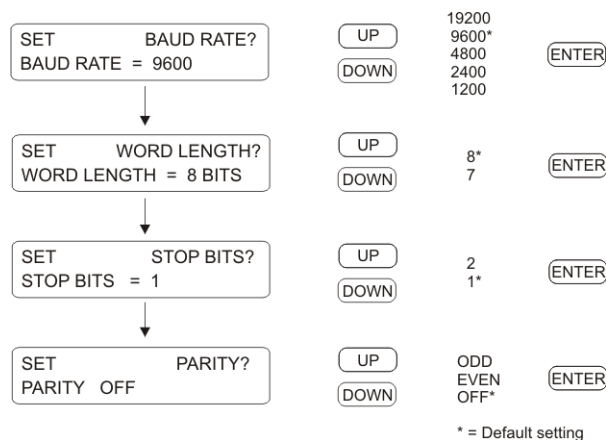 SET BAUD RATE?
BAUD RATE = 9600
UP
DOWN
19200
9600*
4800
2400
1200
ENTER
SET WORD LENGTH?
WORD LENGTH = 8 BITS
UP
DOWN
8*
7
ENTER
SET STOP BITS?
STOP BITS = 1
UP
DOWN
2
1*
ENTER
SET PARITY?
PARITY OFF
UP
DOWN
ODD
EVEN
OFF*
ENTER
* = Default setting